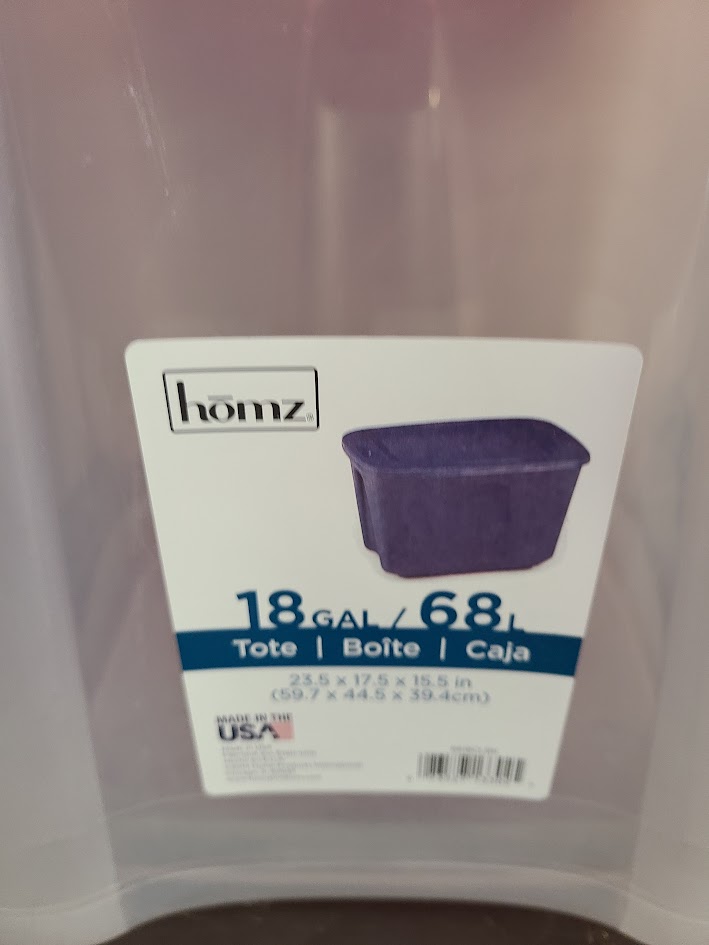 hōmz®
18 GAL / 68 L
Tote | Boîte | Caja
23.5 x 17.5 x 15.5 in
(59.7 x 44.5 x 39.4cm)
MADE IN THE
USA